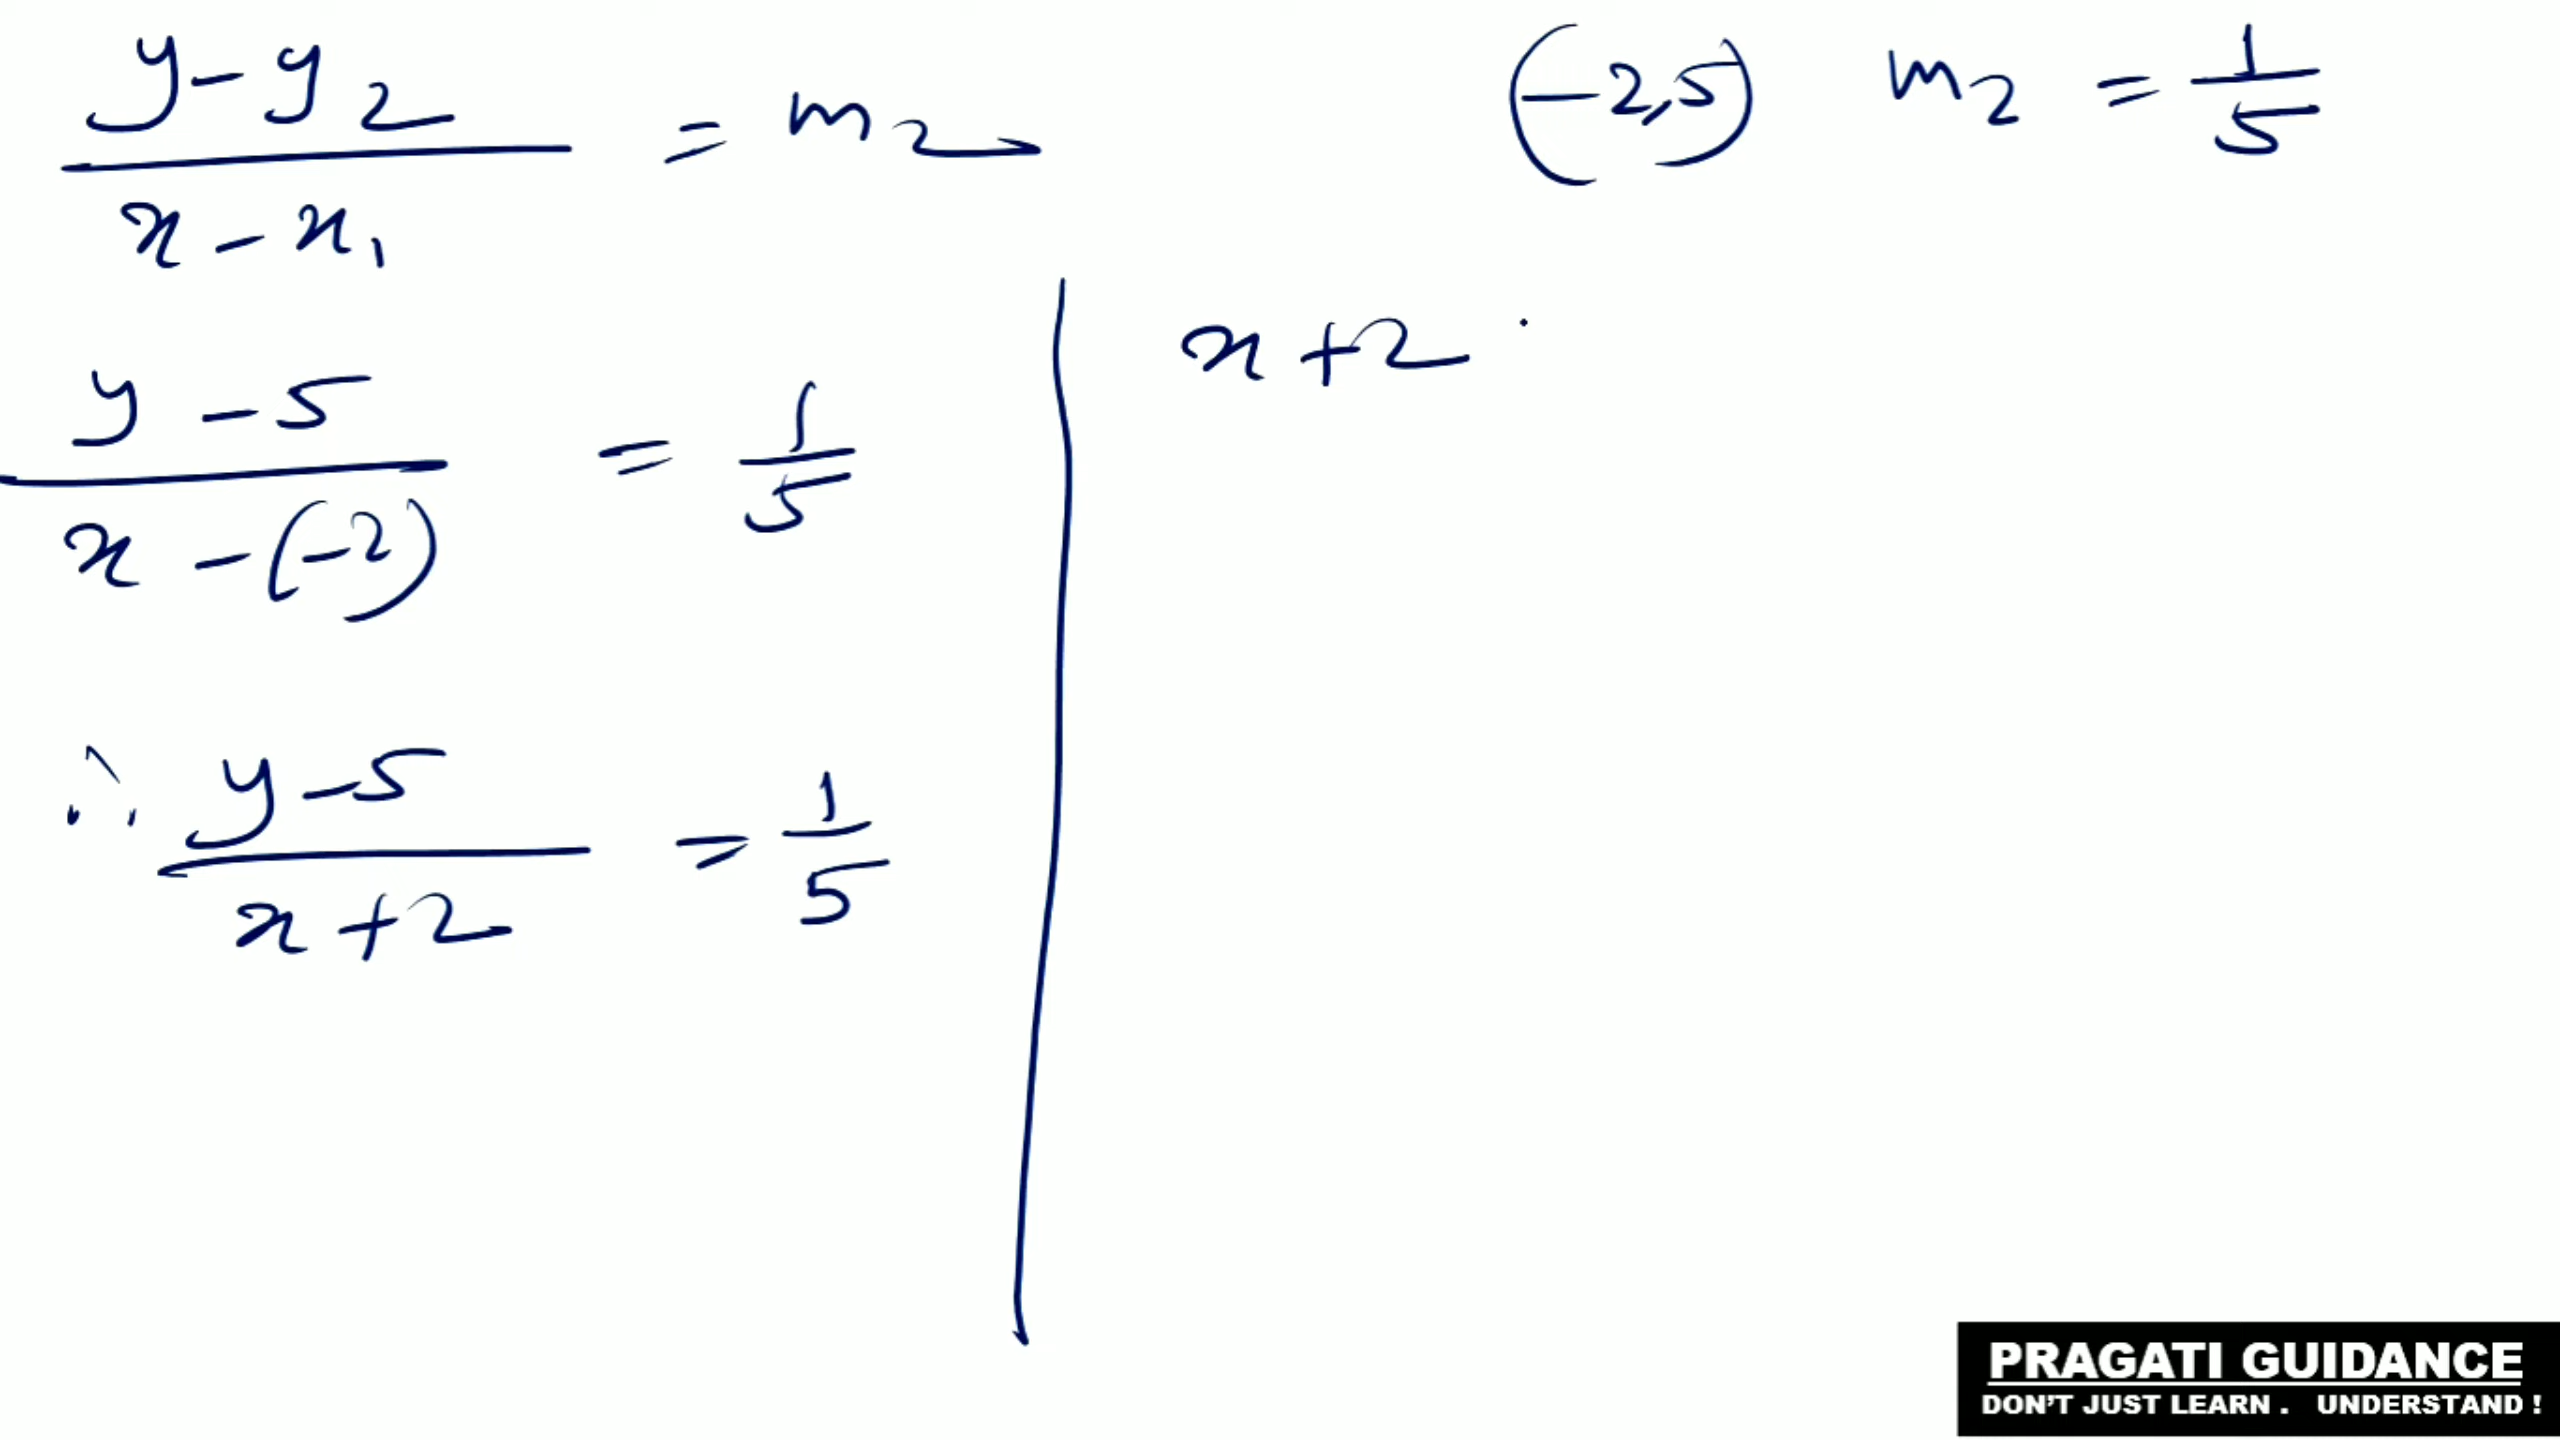 y-y2 / x-x1 = m2
(-2,5) m2 = 1/5
y-5 / x-(-2) = 1/5
∴ y-5 / x+2 = 1/5
x+2
PRAGATI GUIDANCE
DON'T JUST LEARN . UNDERSTAND !